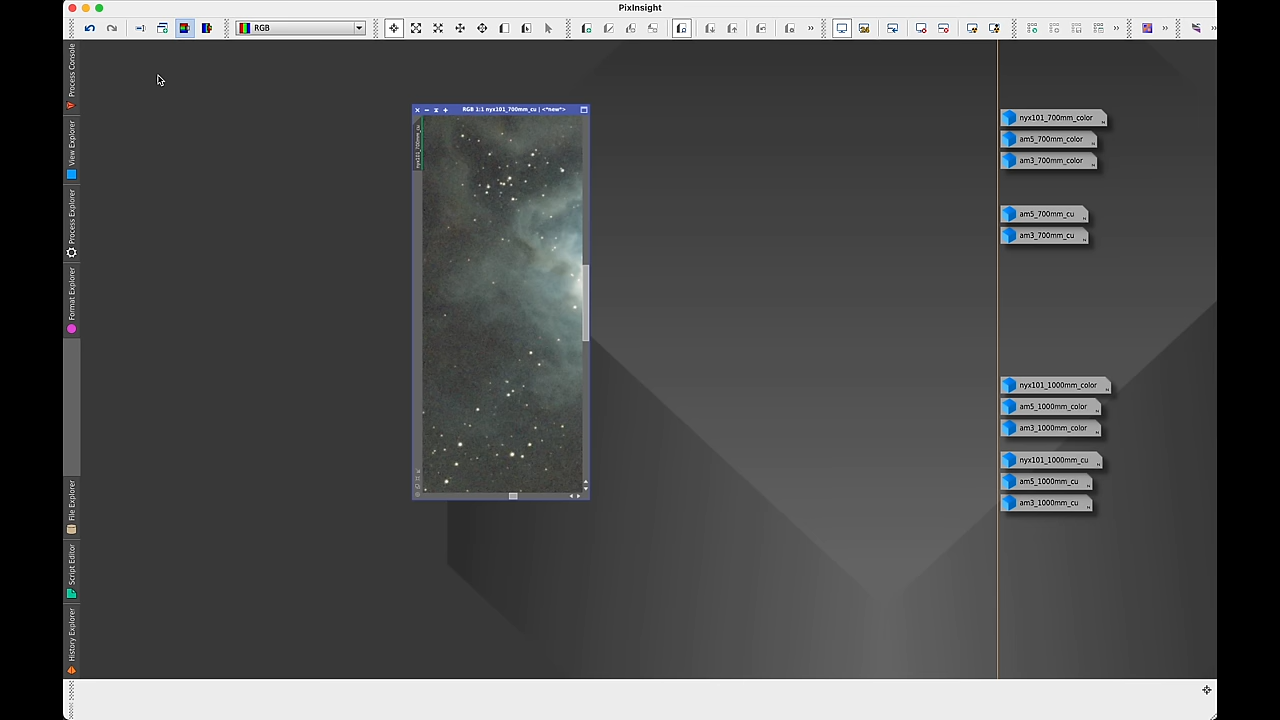 PixInsight
RGB
Process Console
View Explorer
Process Explorer
Format Explorer
File Explorer
Script Editor
History Explorer
RGB 1:1 nyx101_700mm_cu | <*new*>
nyx101_700mm_cu
nyx101_700mm_color
am5_700mm_color
am3_700mm_color
am5_700mm_cu
am3_700mm_cu
nyx101_1000mm_color
am5_1000mm_color
am3_1000mm_color
nyx101_1000mm_cu
am5_1000mm_cu
am3_1000mm_cu